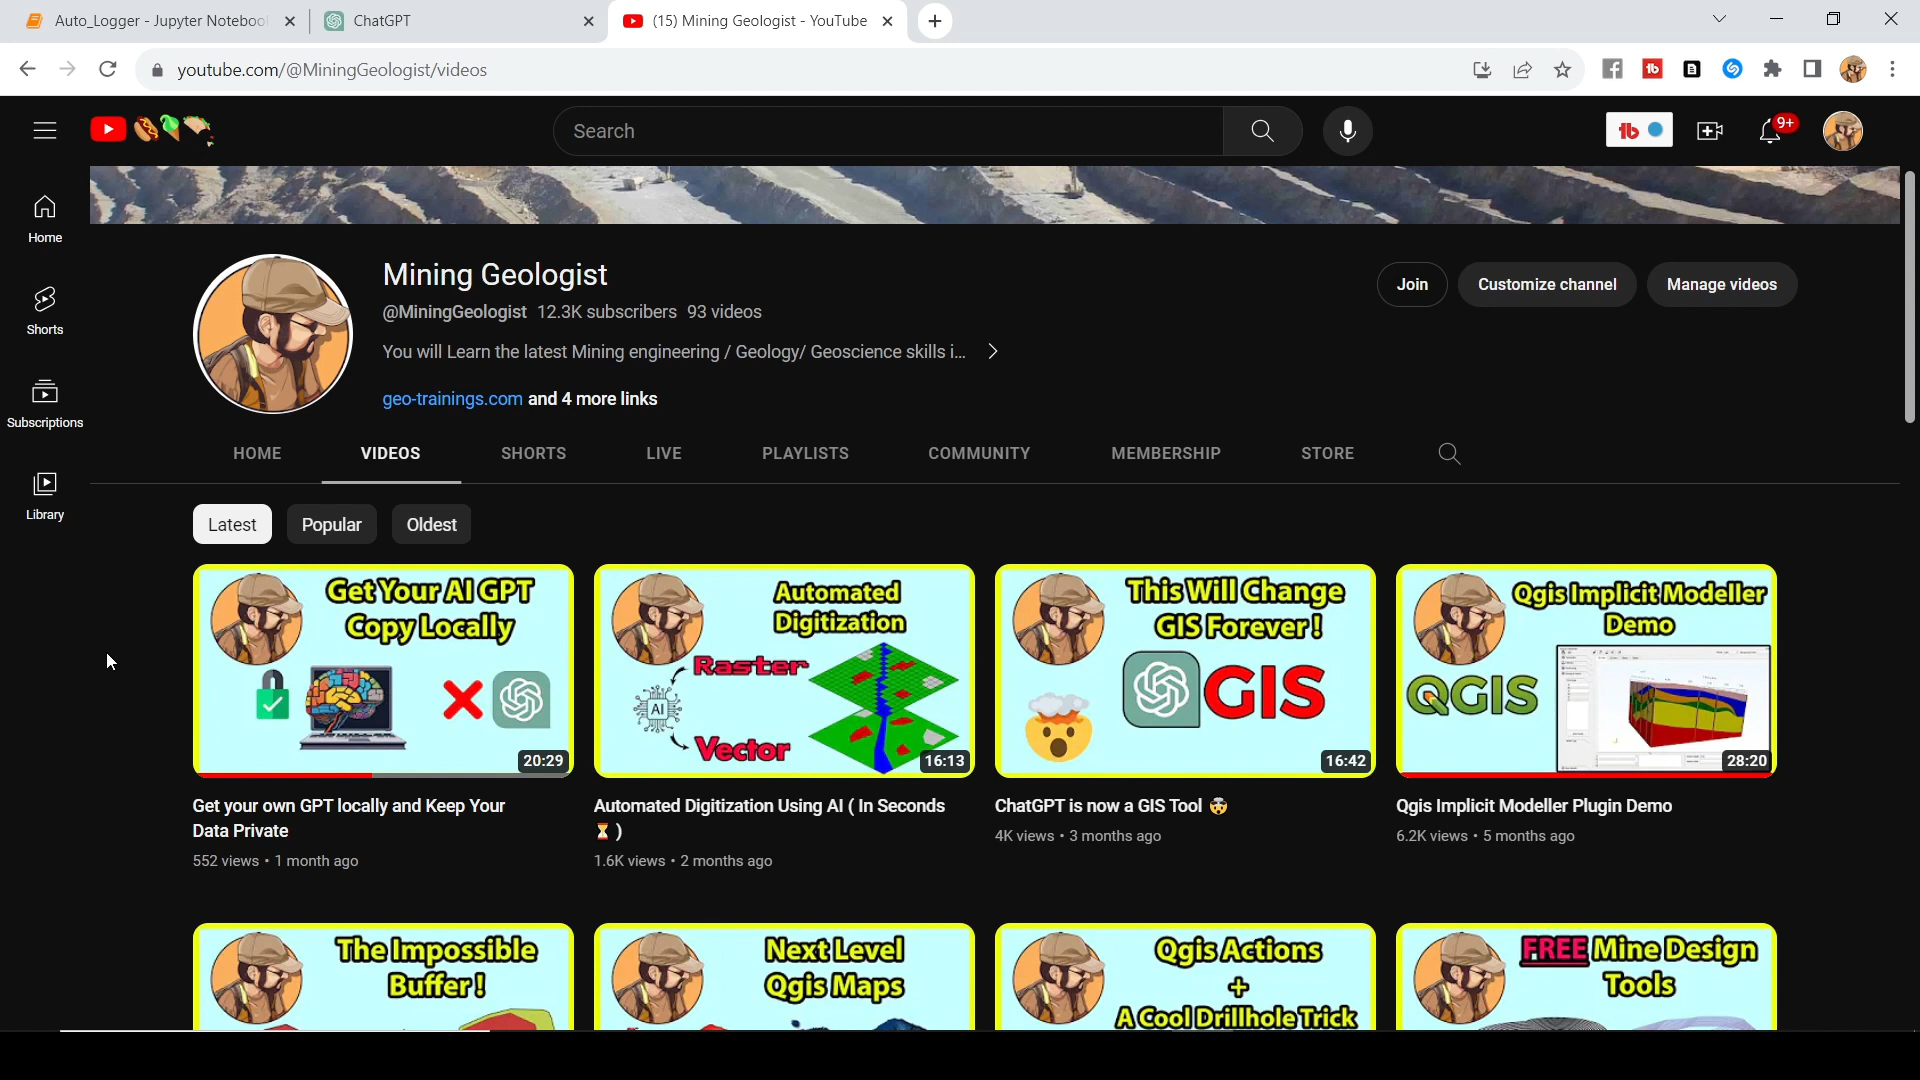 Auto_Logger - Jupyter Noteboo
ChatGPT
(15) Mining Geologist - YouTube
youtube.com/@MiningGeologist/videos
Search
9+
Home
Shorts
Subscriptions
Library
Mining Geologist
@MiningGeologist 12.3K subscribers 93 videos
You will Learn the latest Mining engineering / Geology/ Geoscience skills i...
geo-trainings.com and 4 more links
Join
Customize channel
Manage videos
HOME
VIDEOS
SHORTS
LIVE
PLAYLISTS
COMMUNITY
MEMBERSHIP
STORE
Latest
Popular
Oldest
Get Your AI GPT
Copy Locally
20:29
Get your own GPT locally and Keep Your
Data Private
552 views • 1 month ago
Automated
Digitization
Raster
AI
Vector
16:13
Automated Digitization Using AI ( In Seconds
⏳ )
1.6K views • 2 months ago
This Will Change
GIS Forever !
GIS
16:42
ChatGPT is now a GIS Tool 🤯
4K views • 3 months ago
Qgis Implicit Modeller
Demo
QGIS
28:20
Qgis Implicit Modeller Plugin Demo
6.2K views • 5 months ago
The Impossible
Buffer !
Next Level
Qgis Maps
Qgis Actions
+
A Cool Drillhole Trick
FREE Mine Design
Tools